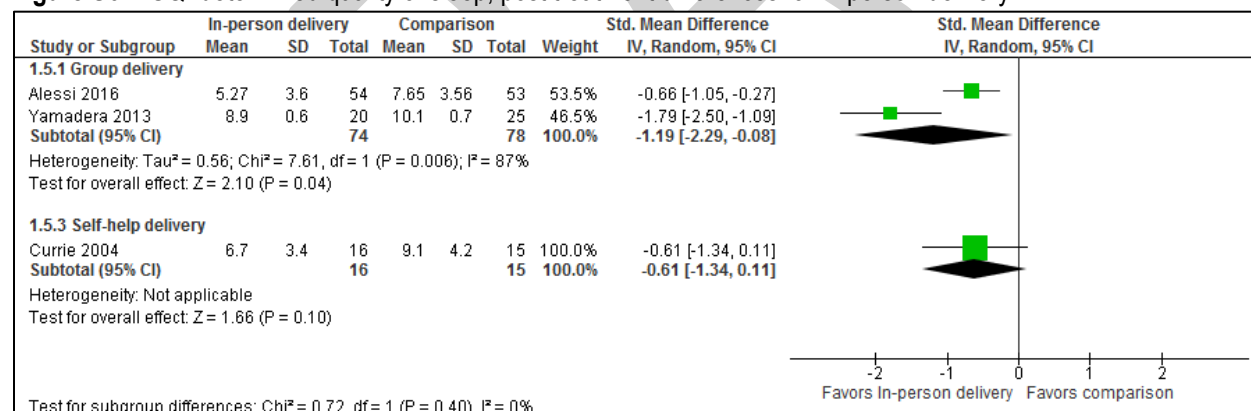 In-person delivery Comparison Std. Mean Difference Std. Mean Difference
Study or Subgroup Mean SD Total Mean SD Total Weight IV, Random, 95% CI IV, Random, 95% CI
1.5.1 Group delivery
Alessi 2016 5.27 3.6 54 7.65 3.56 53 53.5% -0.66 [-1.05, -0.27]
Yamadera 2013 8.9 0.6 20 10.1 0.7 25 46.5% -1.79 [-2.50, -1.09]
Subtotal (95% CI) 74 78 100.0% -1.19 [-2.29, -0.08]
Heterogeneity: Tau² = 0.56; Chi² = 7.61, df = 1 (P = 0.006); I² = 87%
Test for overall effect: Z = 2.10 (P = 0.04)
1.5.3 Self-help delivery
Currie 2004 6.7 3.4 16 9.1 4.2 15 100.0% -0.61 [-1.34, 0.11]
Subtotal (95% CI) 16 15 100.0% -0.61 [-1.34, 0.11]
Heterogeneity: Not applicable
Test for overall effect: Z = 1.66 (P = 0.10)
-2 -1 0 1 2
Favors In-person delivery Favors comparison
Test for subgroup differences: Chi² = 0.72, df = 1 (P = 0.40), I² = 0%